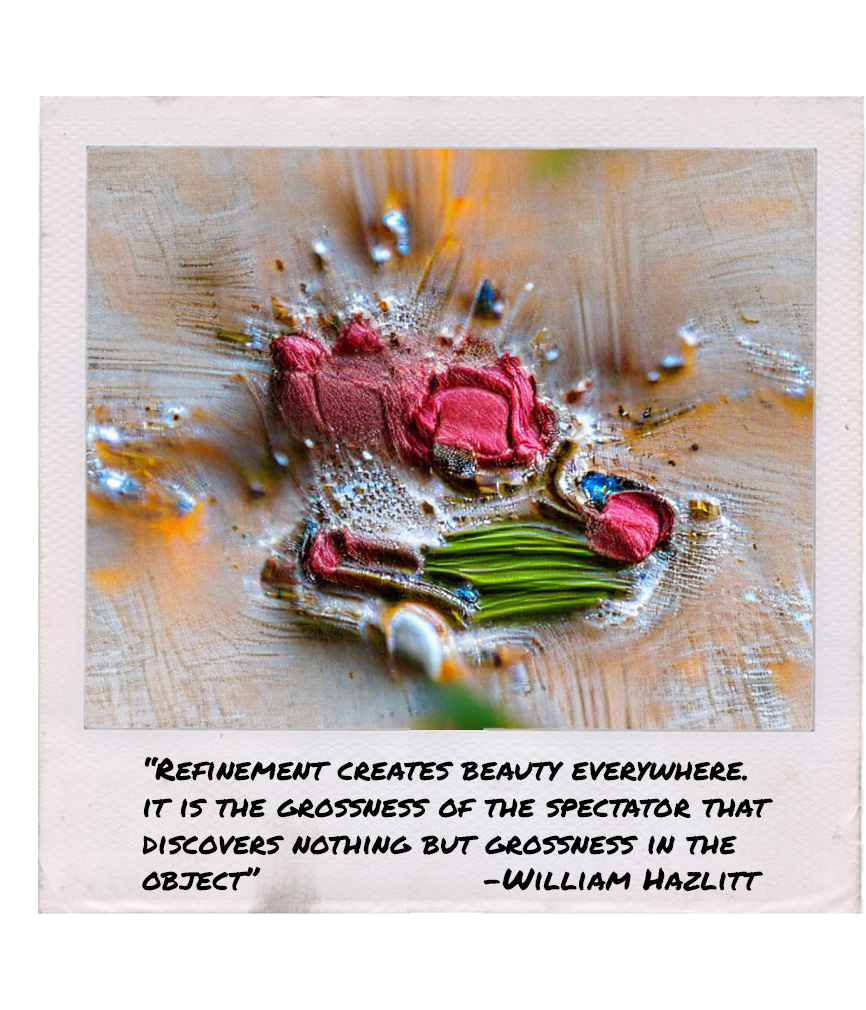 "Refinement creates beauty everywhere.
it is the grossness of the spectator that
discovers nothing but grossness in the
object" -William Hazlitt